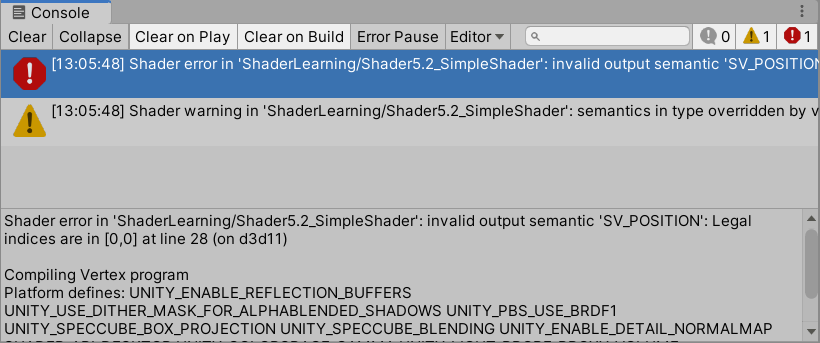 Console
Clear Collapse Clear on Play Clear on Build Error Pause Editor 0 1 1
[13:05:48] Shader error in 'ShaderLearning/Shader5.2_SimpleShader': invalid output semantic 'SV_POSITION
[13:05:48] Shader warning in 'ShaderLearning/Shader5.2_SimpleShader': semantics in type overridden by v
Shader error in 'ShaderLearning/Shader5.2_SimpleShader': invalid output semantic 'SV_POSITION': Legal
indices are in [0,0] at line 28 (on d3d11)
Compiling Vertex program
Platform defines: UNITY_ENABLE_REFLECTION_BUFFERS
UNITY_USE_DITHER_MASK_FOR_ALPHABLENDED_SHADOWS UNITY_PBS_USE_BRDF1
UNITY_SPECCUBE_BOX_PROJECTION UNITY_SPECCUBE_BLENDING UNITY_ENABLE_DETAIL_NORMALMAP